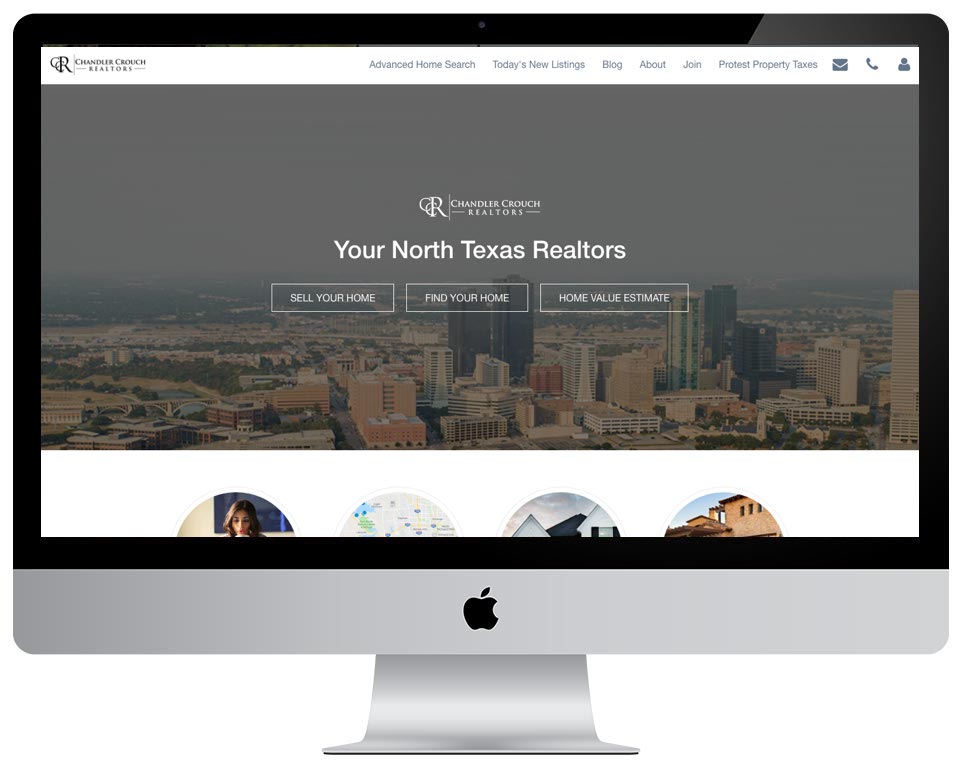 CR CHANDLER CROUCH
REALTORS
Advanced Home Search Today's New Listings Blog About Join Protest Property Taxes
CR CHANDLER CROUCH
REALTORS
Your North Texas Realtors
SELL YOUR HOME FIND YOUR HOME HOME VALUE ESTIMATE